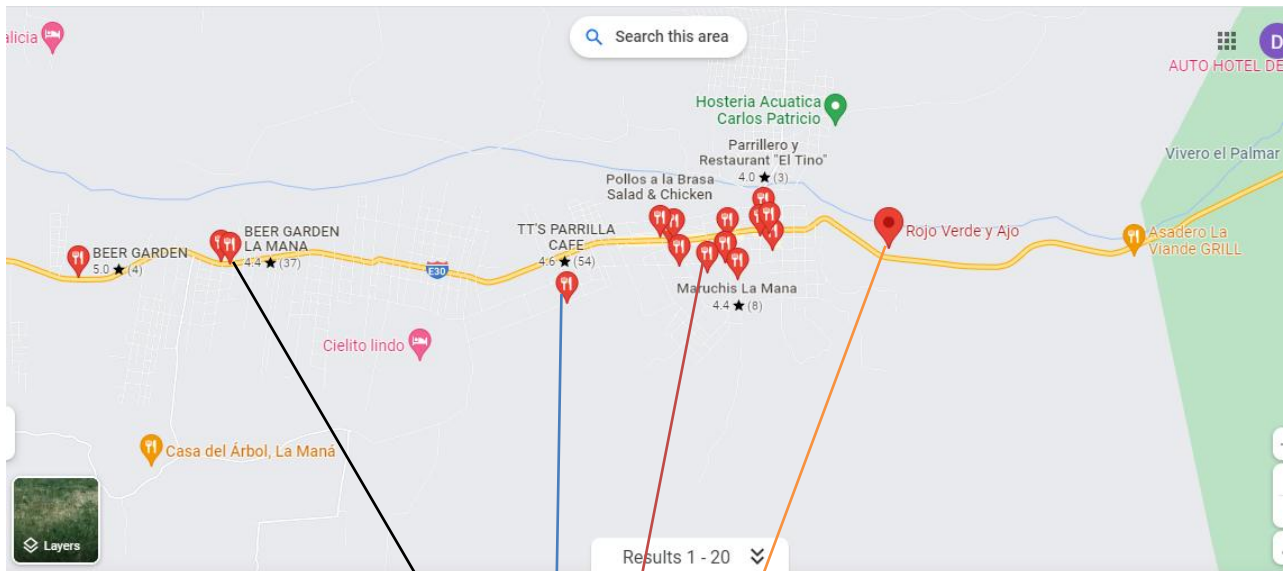 alicia
Search this area
D
AUTO HOTEL DE
Hosteria Acuatica
Carlos Patricio
Parrillero y
Restaurant "El Tino"
4.0 ★ (3)
Vivero el Palmar
Pollos a la Brasa
Salad & Chicken
BEER GARDEN
LA MANA
4.4 ★ (37)
TT'S PARRILLA
CAFE
4.6 ★ (54)
Rojo Verde y Ajo
Asadero La
Viande GRILL
BEER GARDEN
5.0 ★ (4)
E30
Maruchis La Mana
4.4 ★ (8)
Cielito lindo
Casa del Árbol, La Maná
Layers
Results 1 - 20